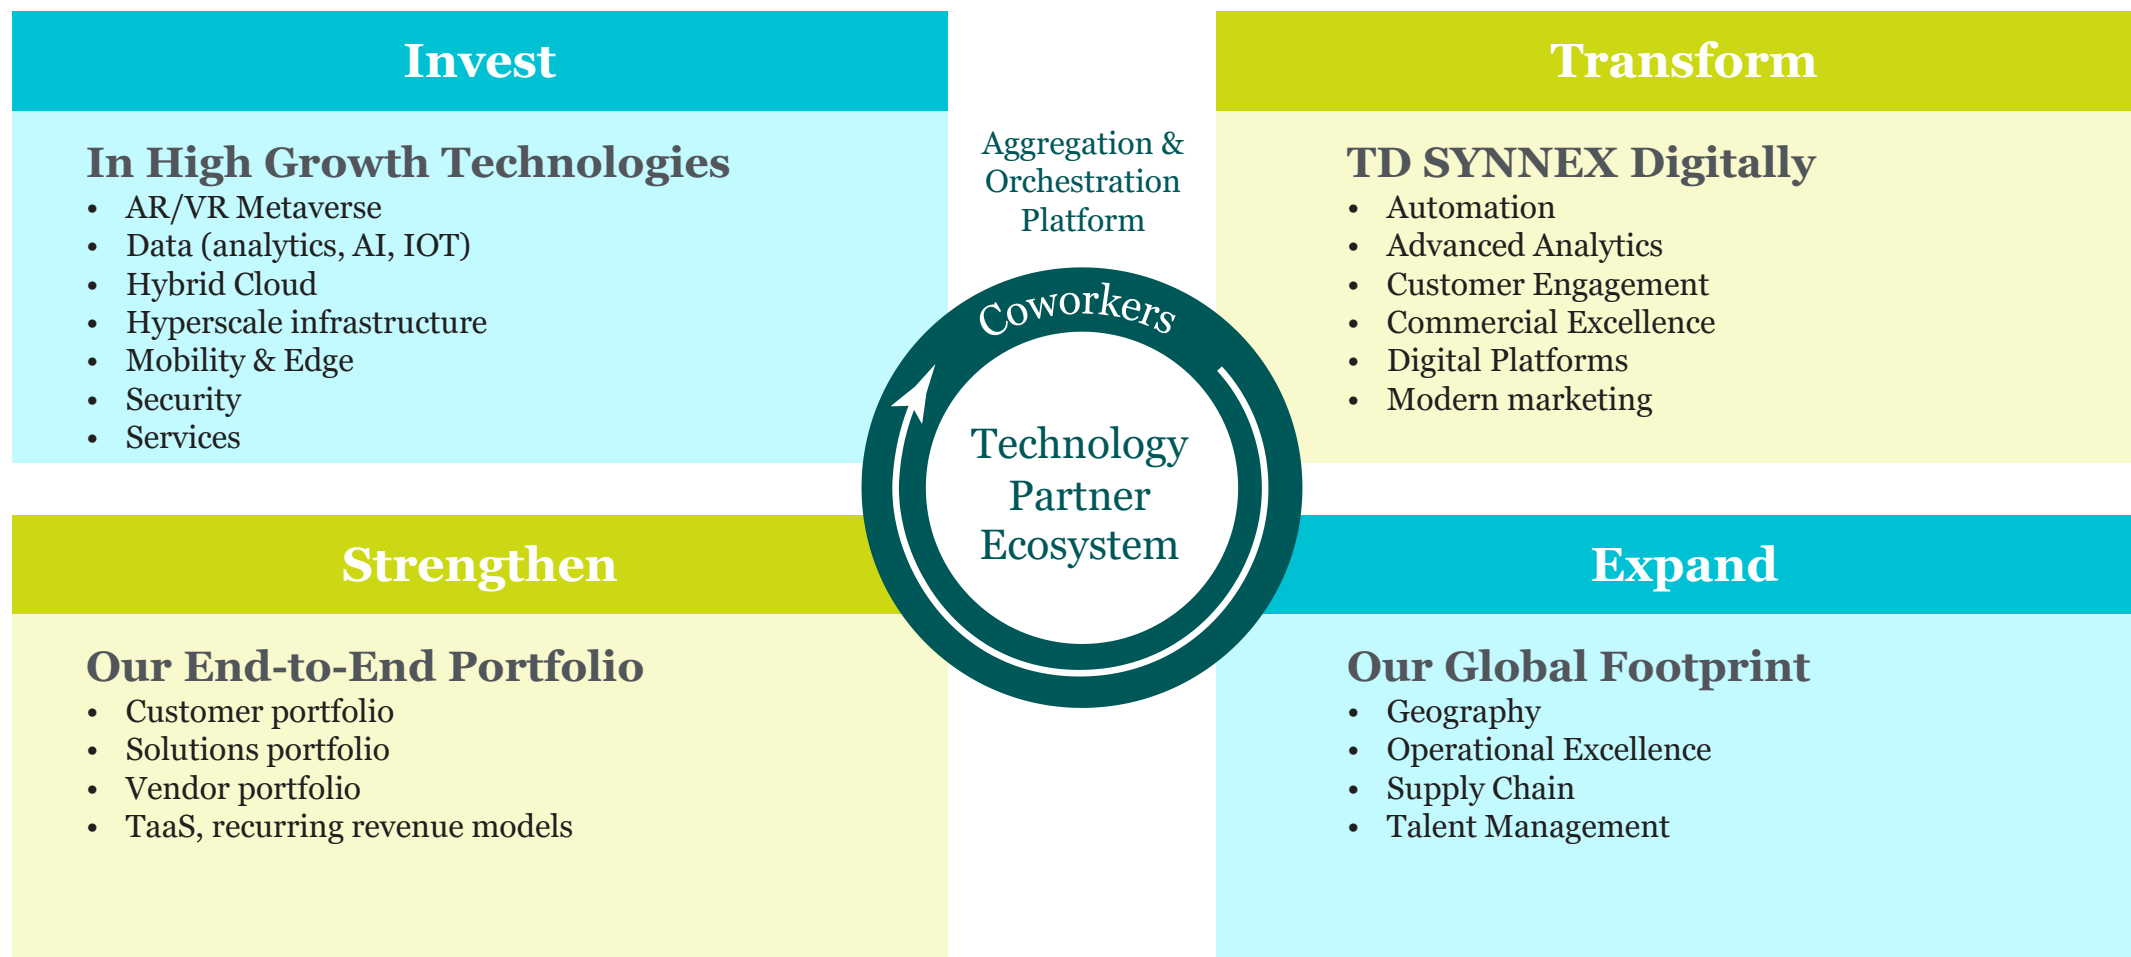 Invest
In High Growth Technologies
• AR/VR Metaverse
• Data (analytics, AI, IOT)
• Hybrid Cloud
• Hyperscale infrastructure
• Mobility & Edge
• Security
• Services
Aggregation &
Orchestration
Platform
Coworkers
Technology
Partner
Ecosystem
Transform
TD SYNNEX Digitally
• Automation
• Advanced Analytics
• Customer Engagement
• Commercial Excellence
• Digital Platforms
• Modern marketing
Strengthen
Our End-to-End Portfolio
• Customer portfolio
• Solutions portfolio
• Vendor portfolio
• TaaS, recurring revenue models
Expand
Our Global Footprint
• Geography
• Operational Excellence
• Supply Chain
• Talent Management